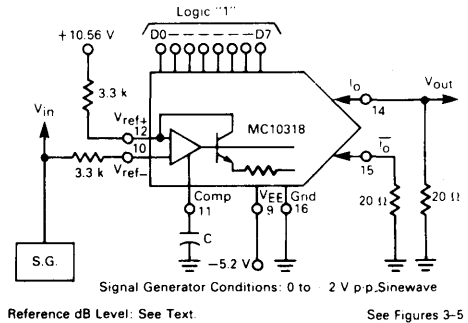 Logic "1"
D0 D7
+10.56 V
3.3 k
Vref+
12
MC10318
IO
14
Vout
Vin
10
3.3 k
Vref−
IO
15
Comp
11
VEE
9
Gnd
16
20 Ω
20 Ω
C
S.G.
−5.2 V
Signal Generator Conditions: 0 to 2 V p-p Sinewave
Reference dB Level: See Text.
See Figures 3–5